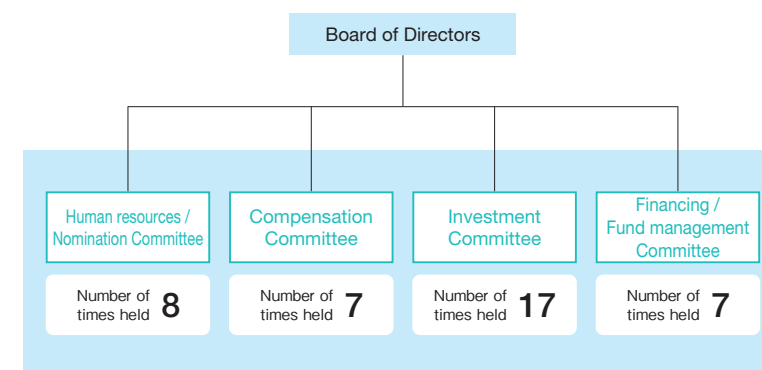 Board of Directors
Human resources /
Nomination Committee
Compensation
Committee
Investment
Committee
Financing /
Fund management
Committee
Number of
times held 8
Number of
times held 7
Number of
times held 17
Number of
times held 7